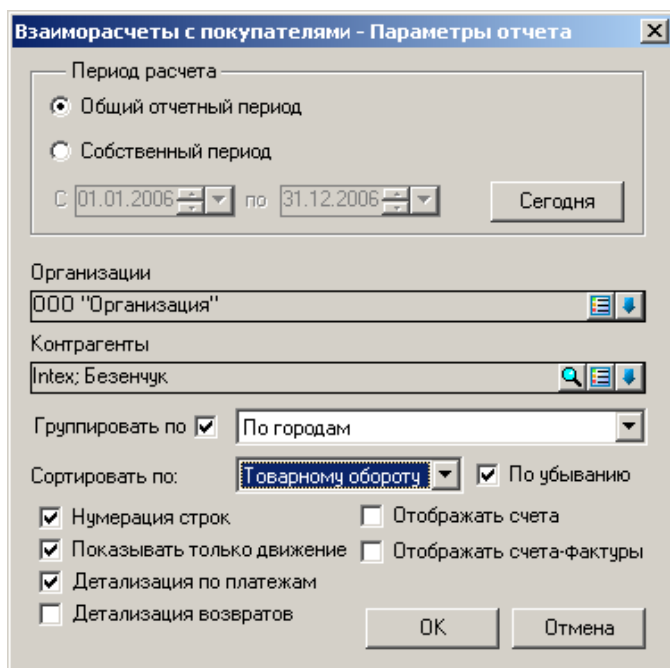 Взаиморасчеты с покупателями - Параметры отчета
Период расчета
Общий отчетный период
Собственный период
С 01.01.2006 по 31.12.2006 Сегодня
Организации
ООО "Организация"
Контрагенты
Intex; Безенчук
Группировать по По городам
Сортировать по: Товарному обороту По убыванию
Нумерация строк Отображать счета
Показывать только движение Отображать счета-фактуры
Детализация по платежам
Детализация возвратов
OK Отмена